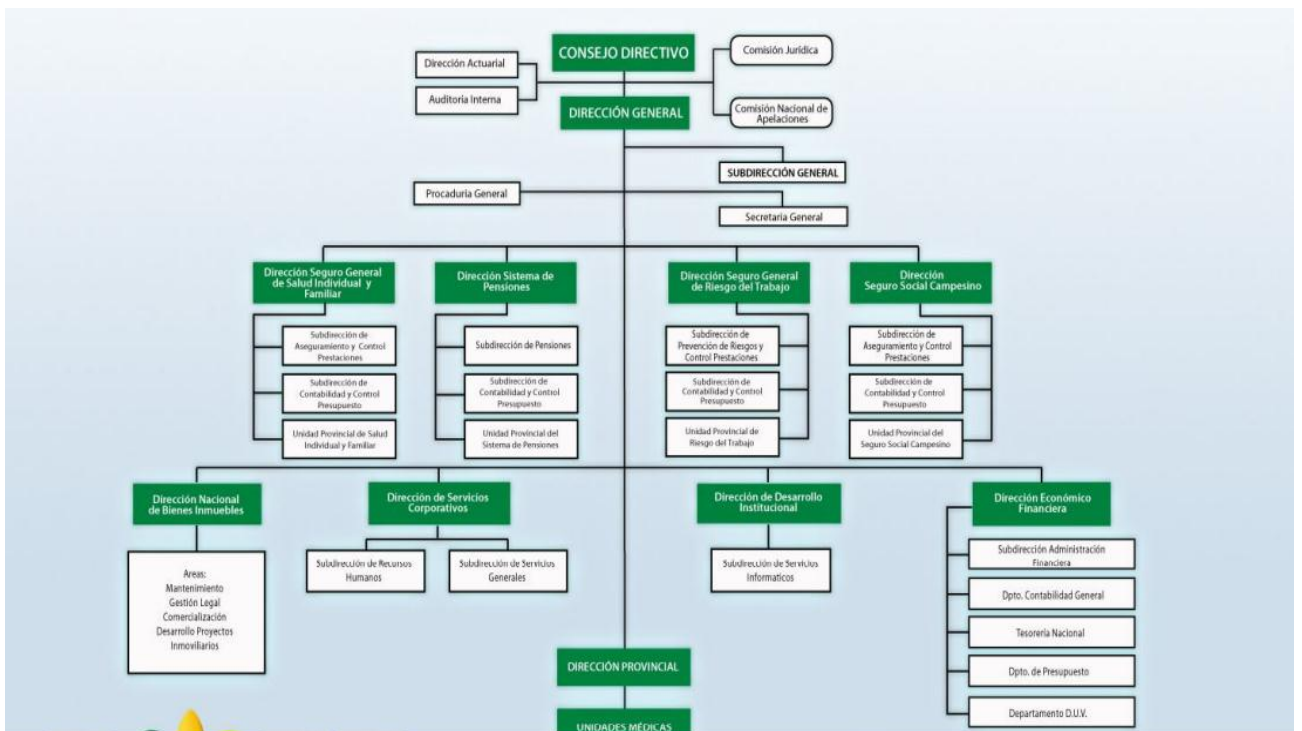 CONSEJO DIRECTIVO
Comisión Jurídica
Dirección Actuarial
Auditoria Interna
DIRECCIÓN GENERAL
Comisión Nacional de
Apelaciones
SUBDIRECCIÓN GENERAL
Procaduria General
Secretaria General
Dirección Seguro General
de Salud Individual y
Familiar
Subdirección de
Aseguramiento y Control
Prestaciones
Subdirección de
Contabilidad y Control
Presupuesto
Unidad Provincial de Salud
Individual y Familiar
Dirección Sistema de
Pensiones
Subdirección de Pensiones
Subdirección de
Contabilidad y Control
Presupuesto
Unidad Provincial del
Sistema de Pensiones
Dirección Seguro General
de Riesgo del Trabajo
Subdirección de
Prevención de Riesgos y
Control Prestaciones
Subdirección de
Contabilidad y Control
Presupuesto
Unidad Provincial de
Riesgo del Trabajo
Dirección
Seguro Social Campesino
Subdirección de
Aseguramiento y Control
Prestaciones
Subdirección de
Contabilidad y Control
Presupuesto
Unidad Provincial del
Seguro Social Campesino
Dirección Nacional
de Bienes Inmuebles
Areas:
Mantenimiento
Gestión Legal
Comercialización
Desarrollo Proyectos
Inmoviliarios
Dirección de Servicios
Corporativos
Subdirección de Recursos
Humanos
Subdirección de Servicios
Generales
Dirección de Desarrollo
Institucional
Subdirección de Servicios
Informaticos
Dirección Económico
Financiera
Subdirección Administración
Financiera
Dpto. Contabilidad General
Tesorería Nacional
Dpto. de Presupuesto
Departamento D.U.V.
DIRECCIÓN PROVINCIAL
UNIDADES MÉDICAS